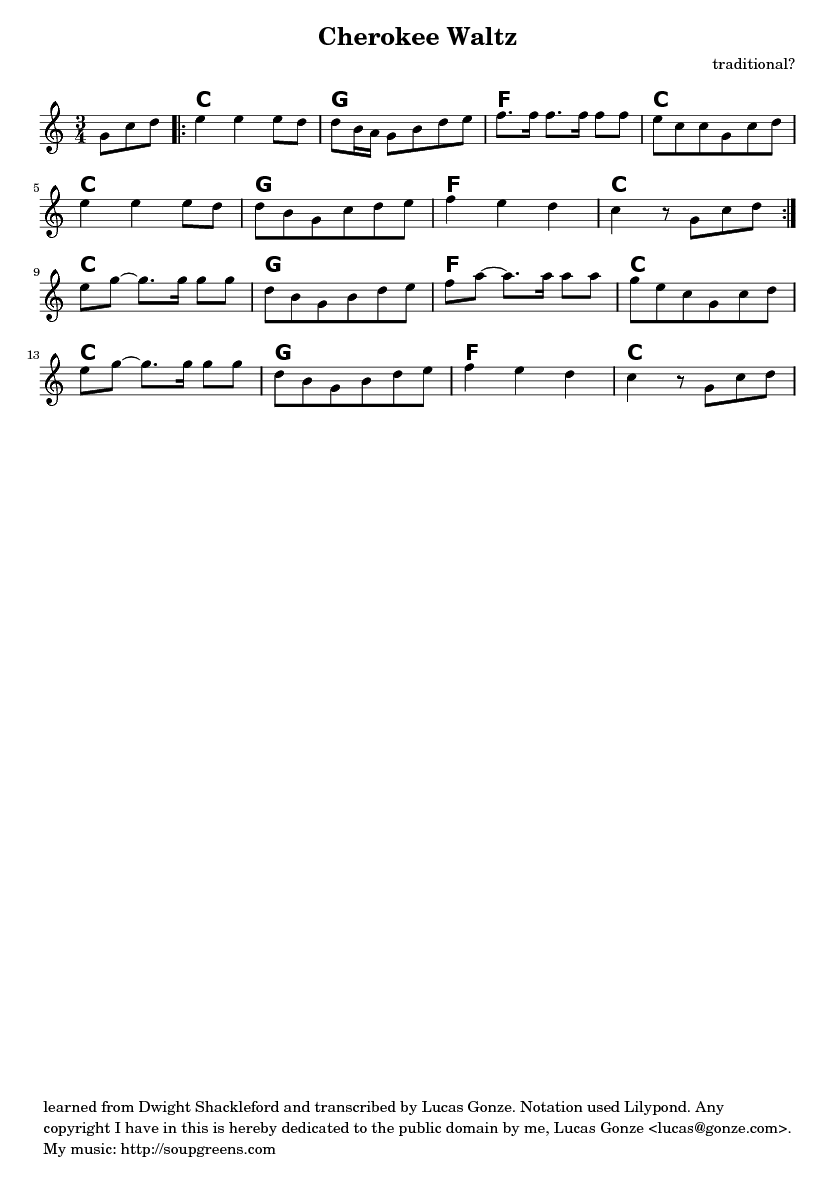 Cherokee Waltz
traditional?
3
4
C G F C
5
C G F C
9
C G F C
13
C G F C
learned from Dwight Shackleford and transcribed by Lucas Gonze. Notation used Lilypond. Any
copyright I have in this is hereby dedicated to the public domain by me, Lucas Gonze <lucas@gonze.com>.
My music: http://soupgreens.com